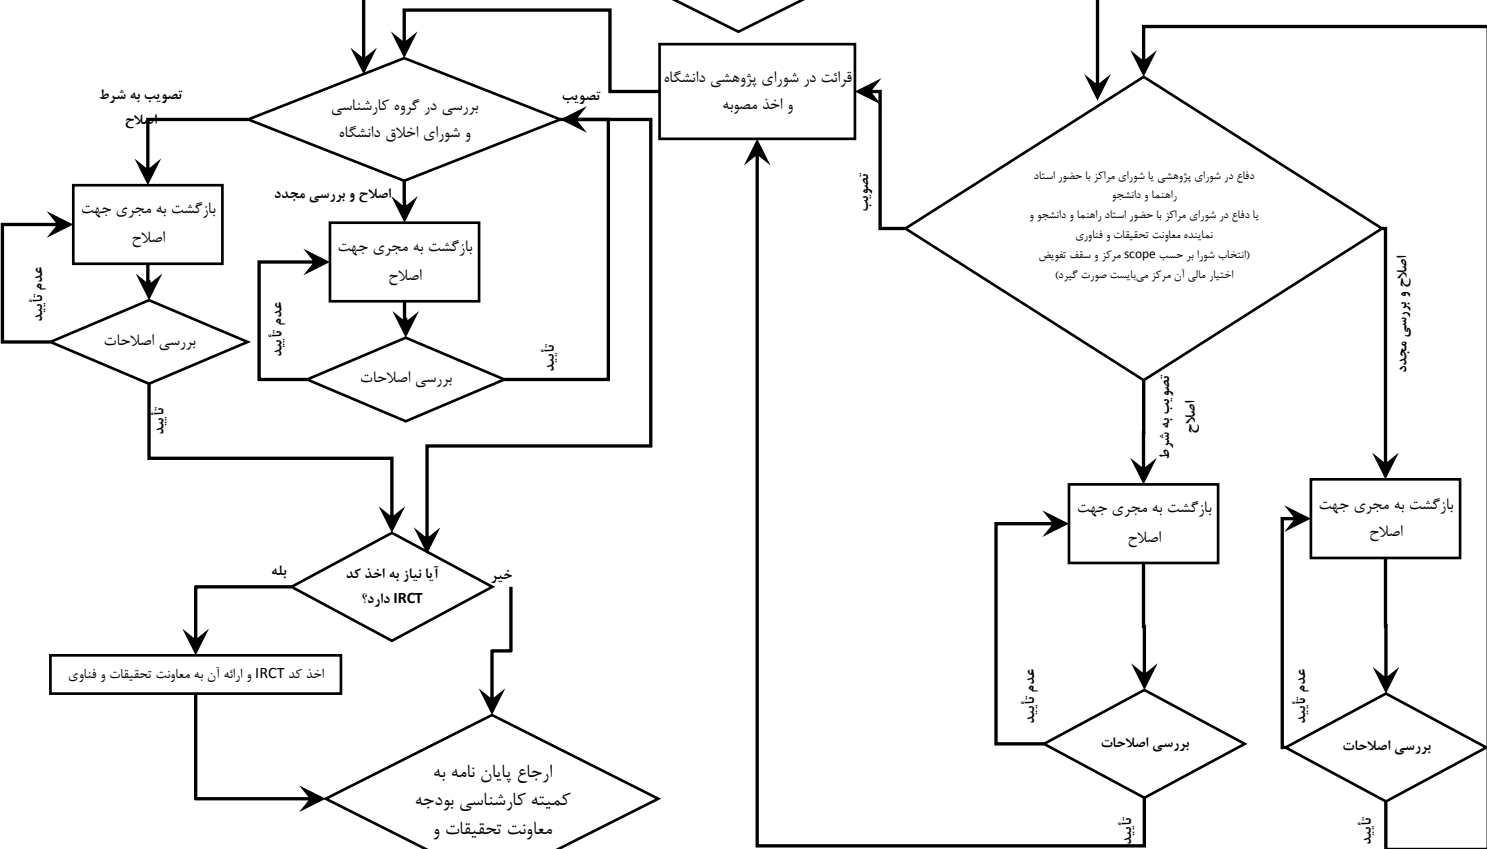 قرائت در شورای پژوهشی دانشگاه
و اخذ مصوبه
تصویب
دفاع در شورای پژوهشی یا شورای مراکز با حضور استاد
راهنما و دانشجو
یا دفاع در شورای مراکز با حضور استاد راهنما و دانشجو و
نماینده معاونت تحقیقات و فناوری
(انتخاب شورا بر حسب scope مرکز و سقف تفویض
اختیار مالی آن مرکز می‌بایست صورت گیرد)
اصلاح و بررسی مجدد
تصویب به شرط
اصلاح
بازگشت به مجری جهت
اصلاح
بازگشت به مجری جهت
اصلاح
عدم تأیید
عدم تأیید
بررسی اصلاحات
بررسی اصلاحات
تأیید
تأیید
تصویب
بررسی در گروه کارشناسی
و شورای اخلاق دانشگاه
تصویب به شرط
اصلاح
اصلاح و بررسی مجدد
بازگشت به مجری جهت
اصلاح
بازگشت به مجری جهت
اصلاح
عدم تأیید
عدم تأیید
بررسی اصلاحات
بررسی اصلاحات
تأیید
تأیید
آیا نیاز به اخذ کد
IRCT دارد؟
خیر
بله
اخذ کد IRCT و ارائه آن به معاونت تحقیقات و فناوی
ارجاع پایان نامه به
کمیته کارشناسی بودجه
معاونت تحقیقات و